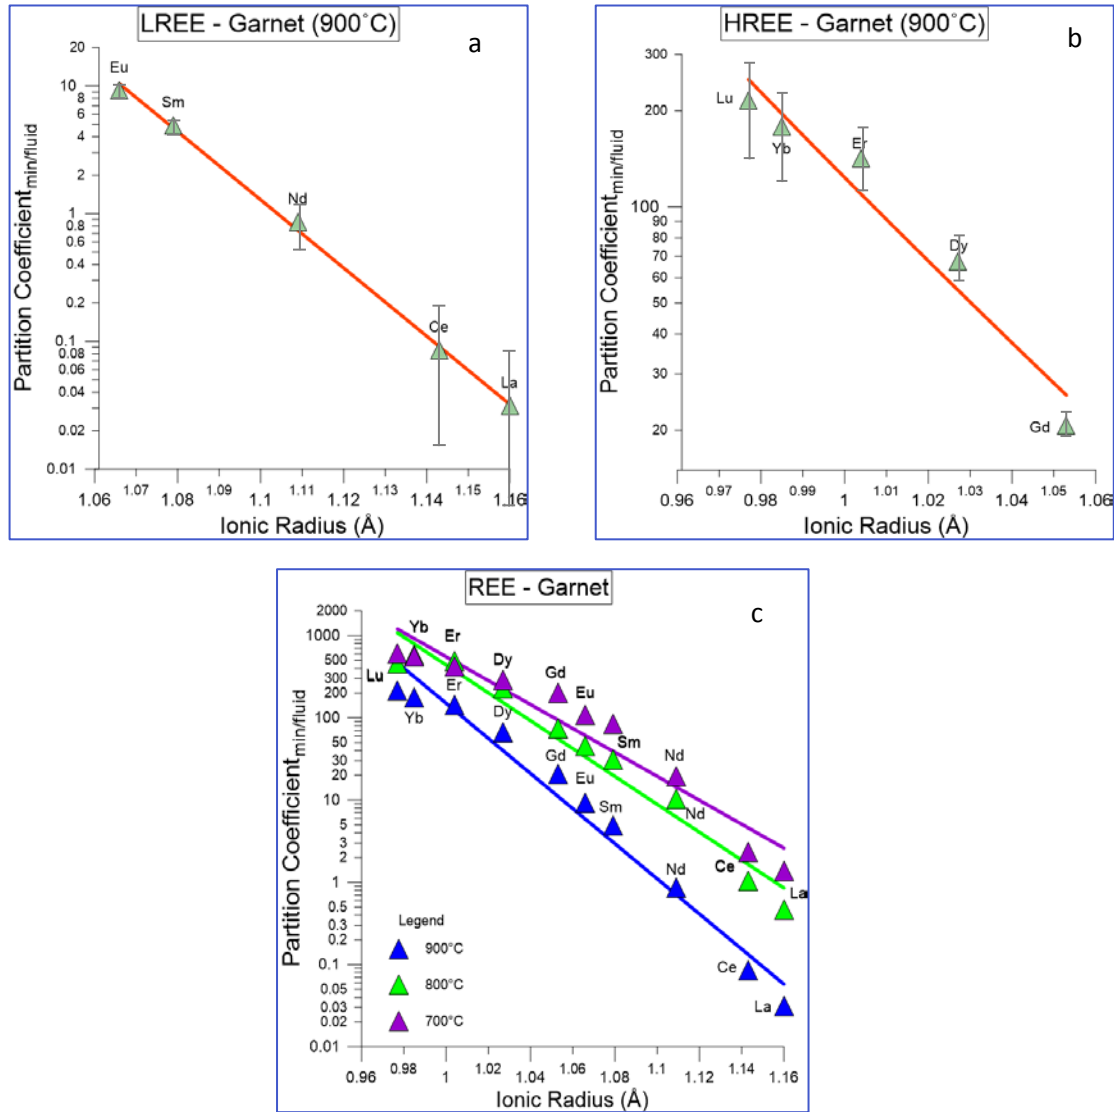 LREE - Garnet (900˚C)
a
20
10
8
6
4
2
1
0.8
0.6
0.4
0.2
0.1
0.08
0.06
0.04
0.02
0.01
Partition Coefficient min/fluid
Eu
Sm
Nd
Ce
La
1.06 1.07 1.08 1.09 1.1 1.11 1.12 1.13 1.14 1.15 1.16
Ionic Radius (Å)
HREE - Garnet (900˚C)
b
300
200
100
90
80
70
60
50
40
30
20
Partition Coefficient min/fluid
Lu
Yb
Er
Dy
Gd
0.96 0.97 0.98 0.99 1 1.01 1.02 1.03 1.04 1.05 1.06
Ionic Radius (Å)
REE - Garnet
c
2000
1000
500
300
200
100
50
30
20
10
5
3
2
1
0.5
0.3
0.2
0.1
0.05
0.03
0.02
0.01
Partition Coefficient min/fluid
Yb
Er
Dy
Gd
Eu
Lu
Er
Yb
Dy
Sm
Gd
Nd
Eu
Sm
Nd
Nd
Ce
La
Ce
La
Legend
900°C
800°C
700°C
0.96 0.98 1 1.02 1.04 1.06 1.08 1.1 1.12 1.14 1.16
Ionic Radius (Å)